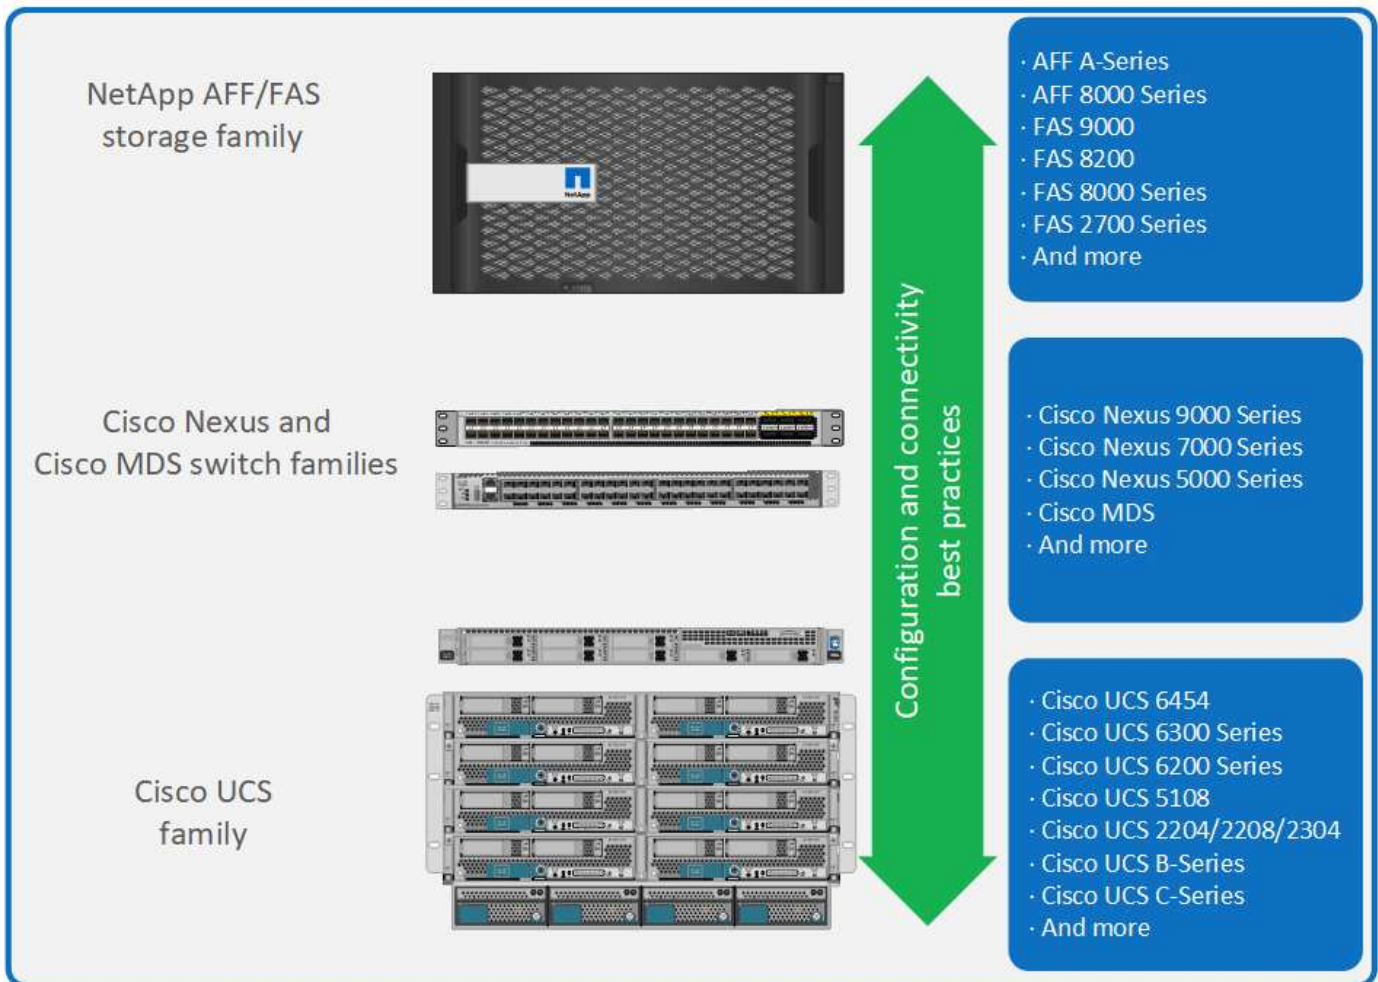 NetApp AFF/FAS
storage family
NetApp
· AFF A-Series
· AFF 8000 Series
· FAS 9000
· FAS 8200
· FAS 8000 Series
· FAS 2700 Series
· And more
Configuration and connectivity
best practices
Cisco Nexus and
Cisco MDS switch families
· Cisco Nexus 9000 Series
· Cisco Nexus 7000 Series
· Cisco Nexus 5000 Series
· Cisco MDS
· And more
Cisco UCS
family
· Cisco UCS 6454
· Cisco UCS 6300 Series
· Cisco UCS 6200 Series
· Cisco UCS 5108
· Cisco UCS 2204/2208/2304
· Cisco UCS B-Series
· Cisco UCS C-Series
· And more